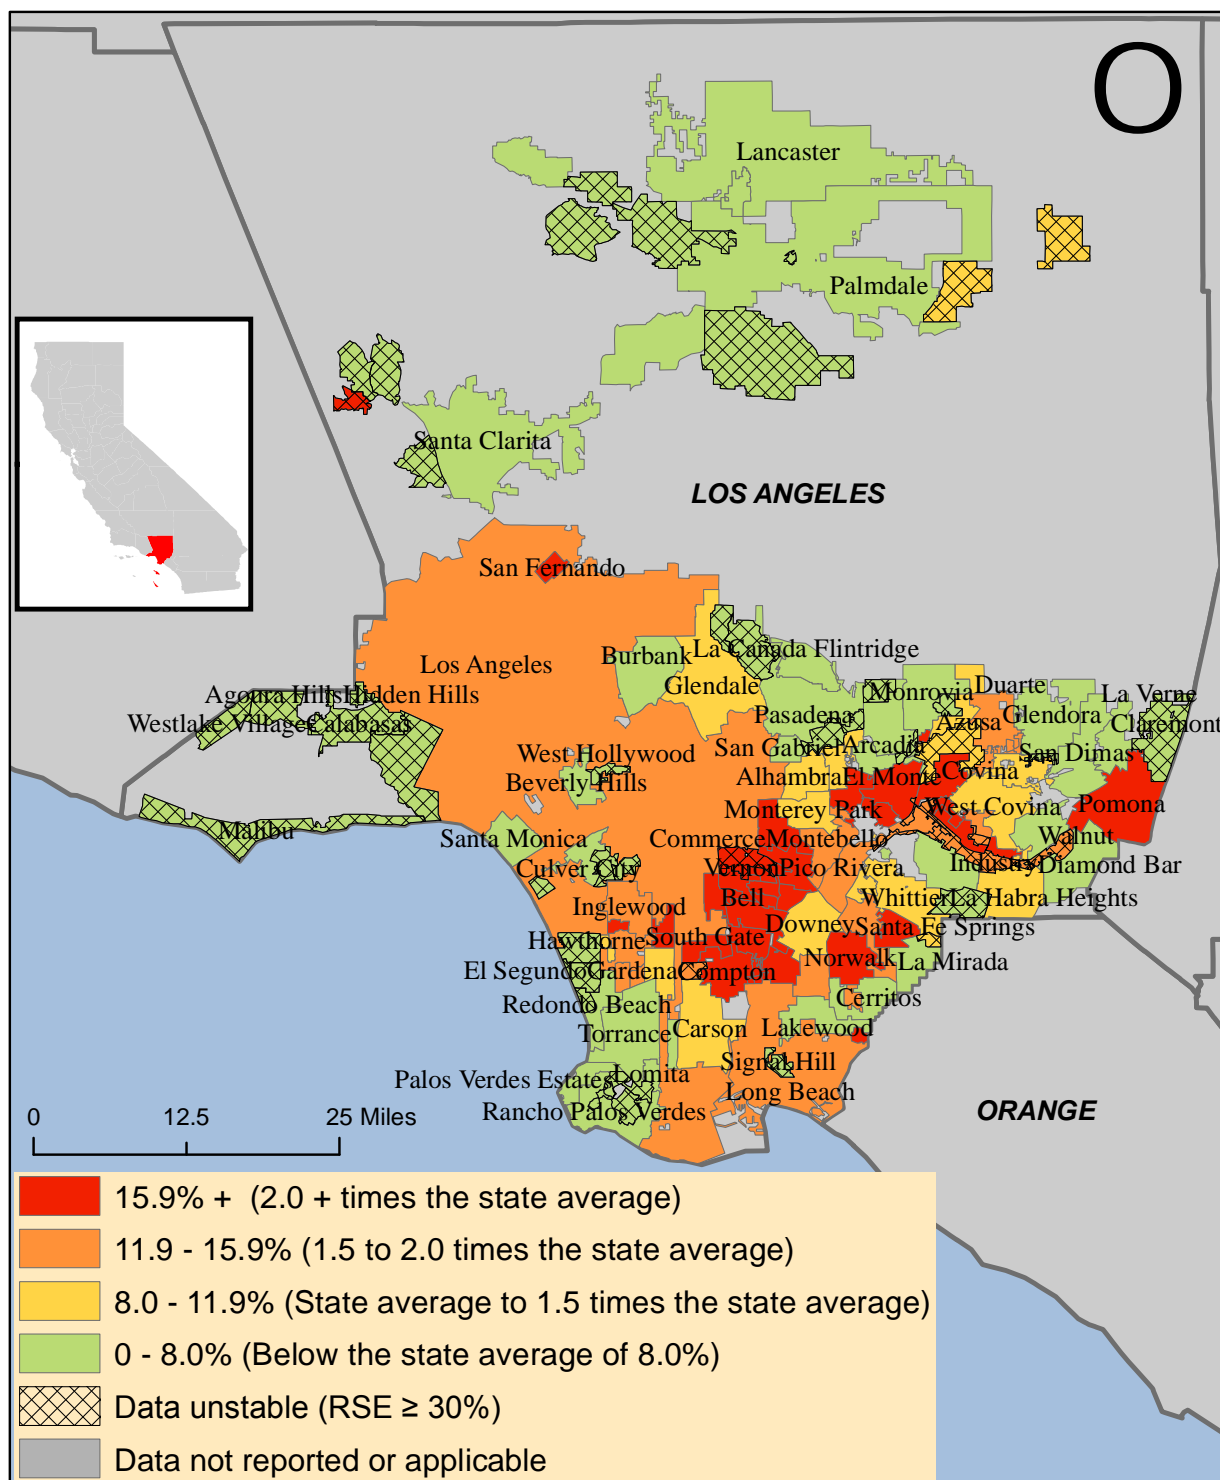 O
Lancaster
Palmdale
Santa Clarita
LOS ANGELES
San Fernando
Los Angeles
Burbank
La Cañada Flintridge
Glendale
Agoura Hills
Hidden Hills
Westlake Village
Calabasas
Monrovia
Duarte
La Verne
Pasadena
Azusa
Glendora
Claremont
West Hollywood
San Gabriel
Arcadia
San Dimas
Beverly Hills
Alhambra
El Monte
Covina
Monterey Park
West Covina
Pomona
Malibu
Santa Monica
Commerce
Montebello
Walnut
Culver City
Vernon
Pico Rivera
Industry
Diamond Bar
Inglewood
Bell
Whittier
La Habra Heights
Hawthorne
South Gate
Downey
Santa Fe Springs
El Segundo
Gardena
Compton
Norwalk
La Mirada
Redondo Beach
Cerritos
Torrance
Carson
Lakewood
Signal Hill
Palos Verdes Estates
Lomita
Long Beach
Rancho Palos Verdes
ORANGE
0 12.5 25 Miles
15.9% + (2.0 + times the state average)
11.9 - 15.9% (1.5 to 2.0 times the state average)
8.0 - 11.9% (State average to 1.5 times the state average)
0 - 8.0% (Below the state average of 8.0%)
Data unstable (RSE ≥ 30%)
Data not reported or applicable